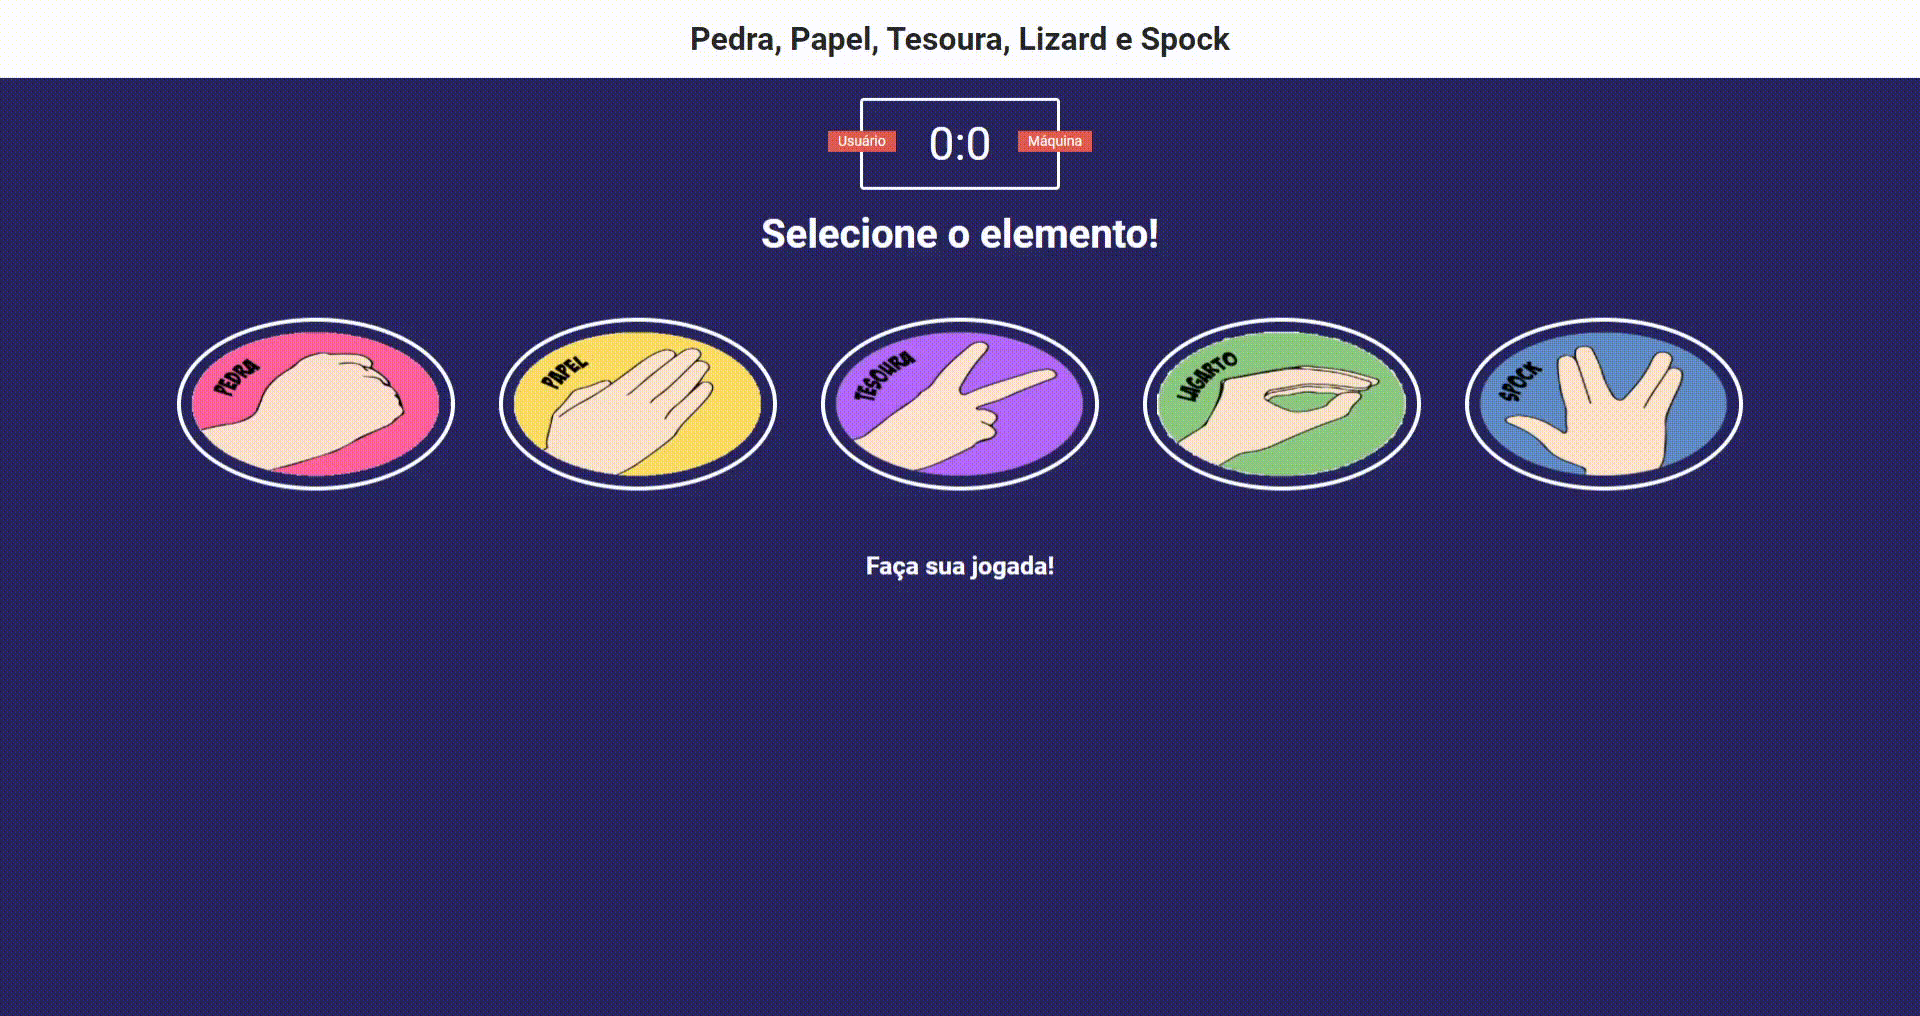 Pedra, Papel, Tesoura, Lizard e Spock
Usuário 0:0 Máquina
Selecione o elemento!
PEDRA
PAPEL
TESOURA
LAGARTO
SPOCK
Faça sua jogada!